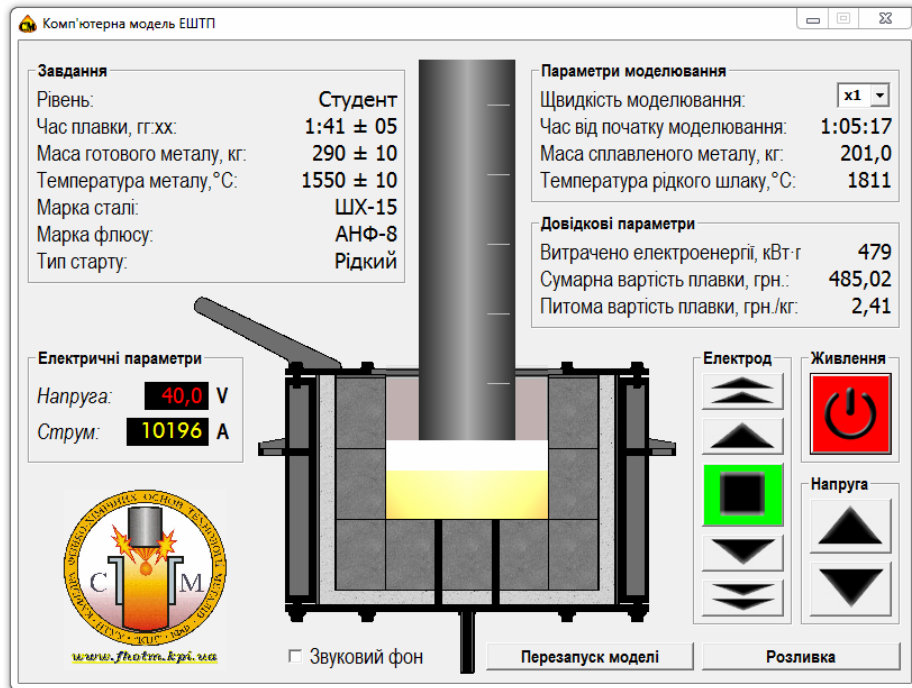 Комп'ютерна модель ЕШТП
Завдання
Рівень: Студент
Час плавки, гг:хх: 1:41 ± 05
Маса готового металу, кг: 290 ± 10
Температура металу,°С: 1550 ± 10
Марка сталі: ШХ-15
Марка флюсу: АНФ-8
Тип старту: Рідкий
Параметри моделювання
Щвидкість моделювання: x1
Час від початку моделювання: 1:05:17
Маса сплавленого металу, кг: 201,0
Температура рідкого шлаку,°С: 1811
Довідкові параметри
Витрачено електроенергії, кВт·г 479
Сумарна вартість плавки, грн.: 485,02
Питома вартість плавки, грн./кг: 2,41
Електричні параметри
Напруга: 40,0 V
Струм: 10196 A
Електрод
Живлення
Напруга
С М
www.fhotm.kpi.ua
Звуковий фон
Перезапуск моделі
Розливка